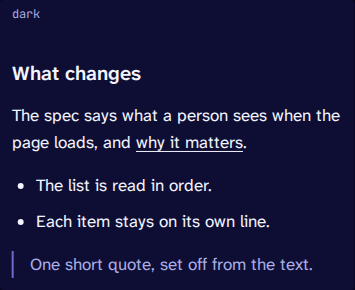 dark
What changes
The spec says what a person sees when the
page loads, and why it matters.
The list is read in order.
Each item stays on its own line.
One short quote, set off from the text.